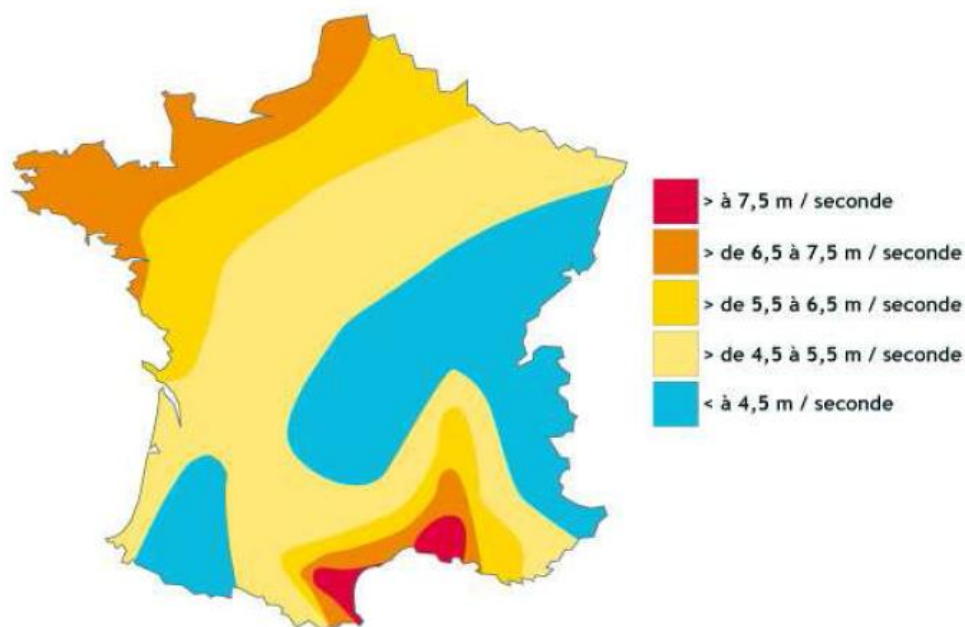 > à 7,5 m / seconde
> de 6,5 à 7,5 m / seconde
> de 5,5 à 6,5 m / seconde
> de 4,5 à 5,5 m / seconde
< à 4,5 m / seconde